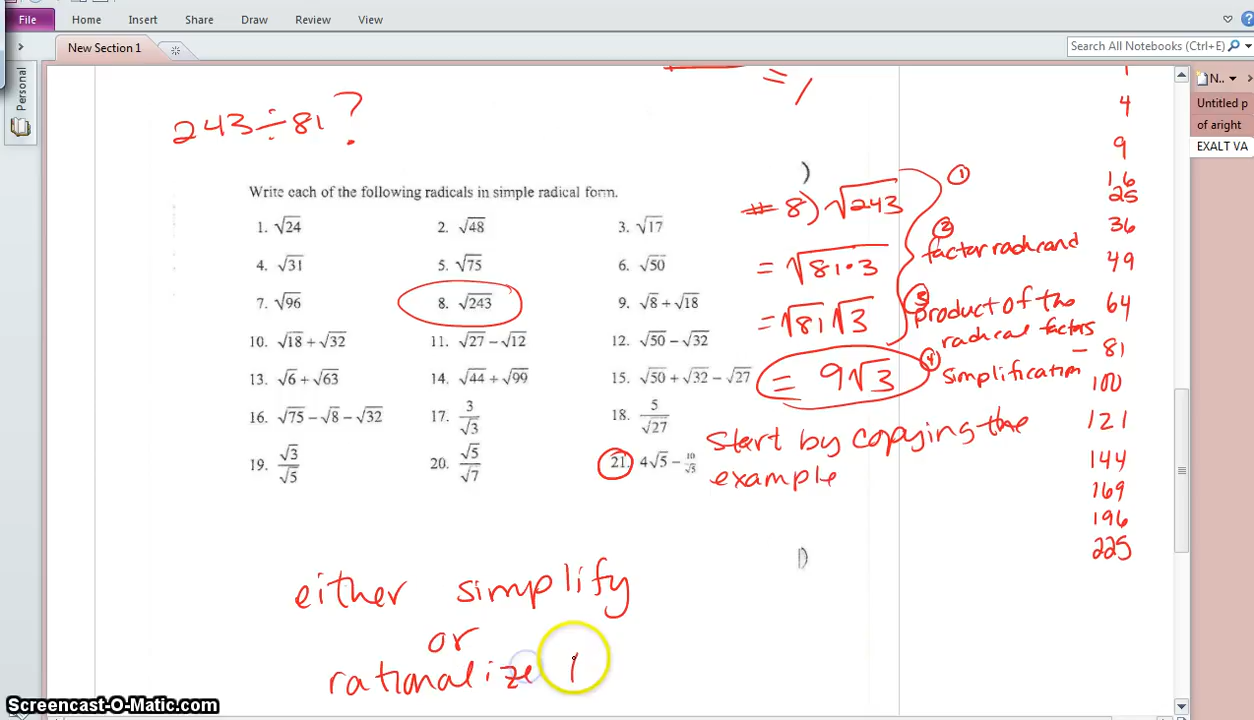 File Home Insert Share Draw Review View
New Section 1
Search All Notebooks (Ctrl+E)
Personal
N..
Untitled p
of aright
EXALT VA
243 ÷ 81 ?
Write each of the following radicals in simple radical form.
1. √24 2. √48 3. √17
4. √31 5. √75 6. √50
7. √96 8. √243 9. √8 + √18
10. √18 + √32 11. √27 − √12 12. √50 − √32
13. √6 + √63 14. √44 + √99 15. √50 + √32 − √27
16. √75 − √8 − √32 17. 3/√3 18. 5/√27
19. √3/√5 20. √5/√7 21. 4√5 − 10/√5
= 1
)
# 8) √243
= √81·3
= √81 √3
= 9√3
①
② factor radicand
③ product of the
radical factors
④ simplification
Start by copying the
example
)
1
4
9
16
25
36
49
64
– 81
100
121
144
169
196
225
either simplify
or
rationalize
Screencast-O-Matic.com